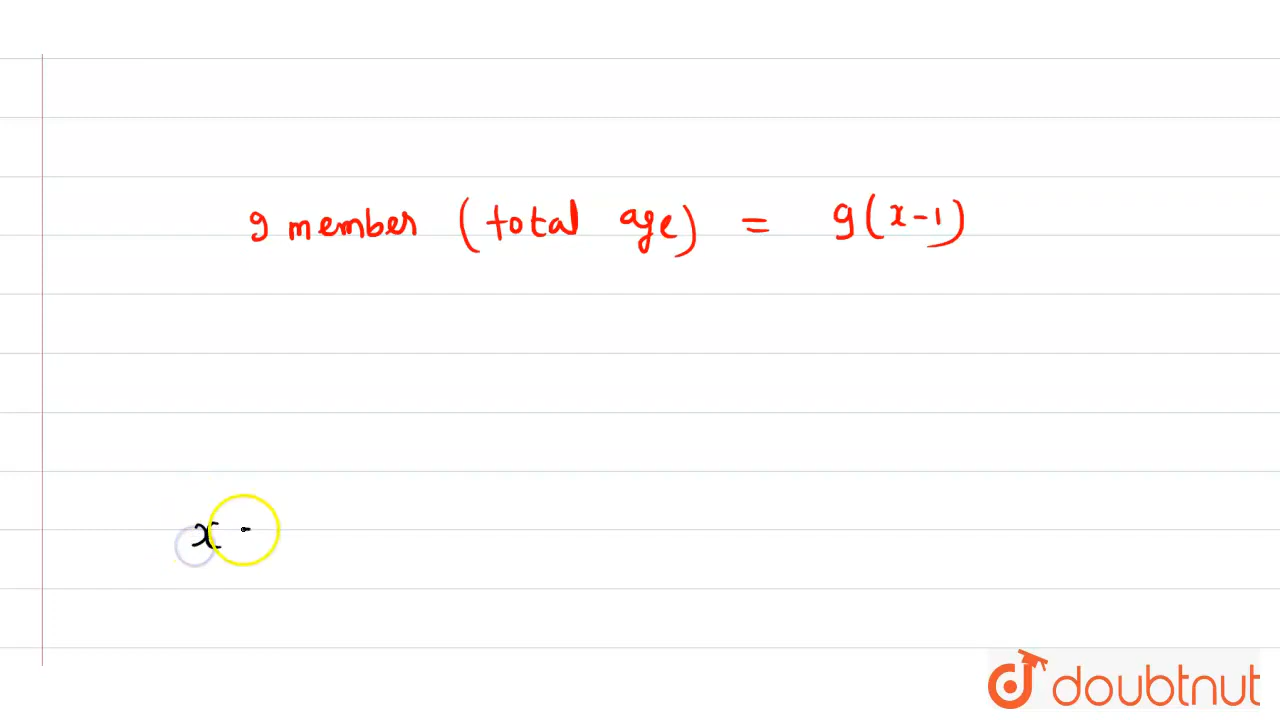 9 member (total age) = 9(x-1)
x -
doubtnut